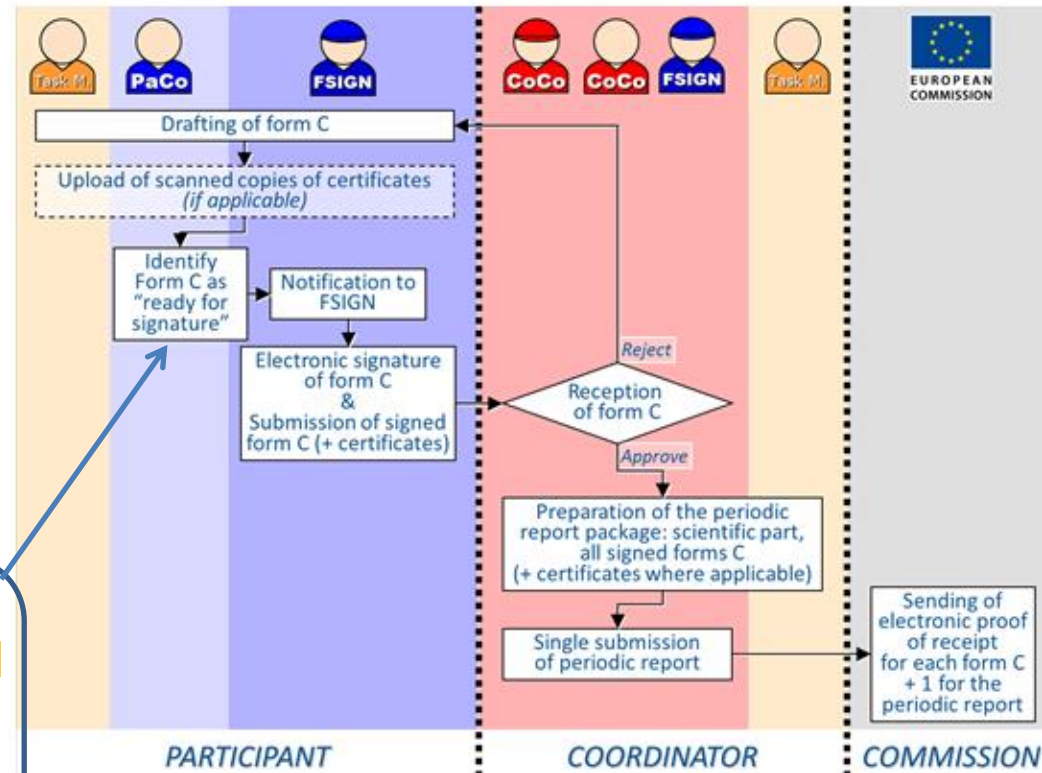 Task M.
PaCo
FSIGN
CoCo
CoCo
FSIGN
Task M.
EUROPEAN
COMMISSION
Drafting of form C
Upload of scanned copies of certificates
(if applicable)
Identify
Form C as
"ready for
signature"
Notification to
FSIGN
Electronic signature
of form C
&
Submission of signed
form C (+ certificates)
Reject
Reception
of form C
Approve
Preparation of the periodic
report package: scientific part,
all signed forms C
(+ certificates where applicable)
Single submission
of periodic report
Sending of
electronic proof
of receipt
for each form C
+ 1 for the
periodic report
PARTICIPANT
COORDINATOR
COMMISSION